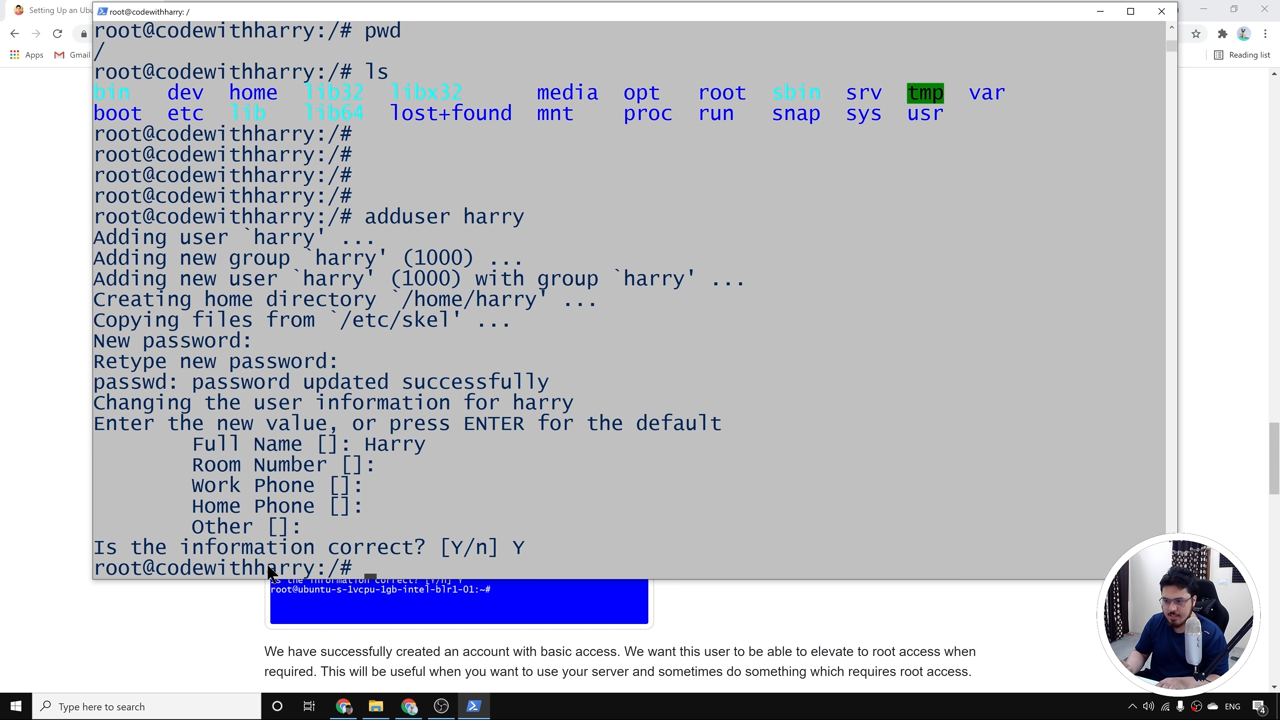 Setting Up an Ubu
root@codewithharry: /
Apps
Gmail
Reading list
root@codewithharry:/# pwd
/
root@codewithharry:/# ls
bin dev home lib32 libx32 media opt root sbin srv tmp var
boot etc lib lib64 lost+found mnt proc run snap sys usr
root@codewithharry:/#
root@codewithharry:/#
root@codewithharry:/#
root@codewithharry:/#
root@codewithharry:/# adduser harry
Adding user `harry' ...
Adding new group `harry' (1000) ...
Adding new user `harry' (1000) with group `harry' ...
Creating home directory `/home/harry' ...
Copying files from `/etc/skel' ...
New password:
Retype new password:
passwd: password updated successfully
Changing the user information for harry
Enter the new value, or press ENTER for the default
Full Name []: Harry
Room Number []:
Work Phone []:
Home Phone []:
Other []:
Is the information correct? [Y/n] Y
root@codewithharry:/#
Is the information correct? [Y/n] Y
root@ubuntu-s-1vcpu-1gb-intel-blr1-01:~#
We have successfully created an account with basic access. We want this user to be able to elevate to root access when
required. This will be useful when you want to use your server and sometimes do something which requires root access.
Type here to search
ENG
4